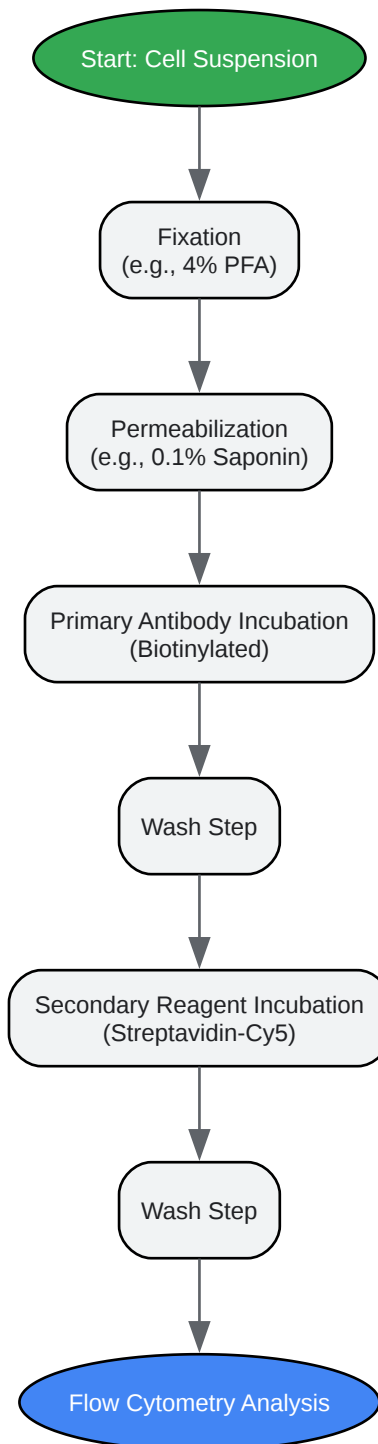 Start: Cell Suspension
Fixation
(e.g., 4% PFA)
Permeabilization
(e.g., 0.1% Saponin)
Primary Antibody Incubation
(Biotinylated)
Wash Step
Secondary Reagent Incubation
(Streptavidin-Cy5)
Wash Step
Flow Cytometry Analysis